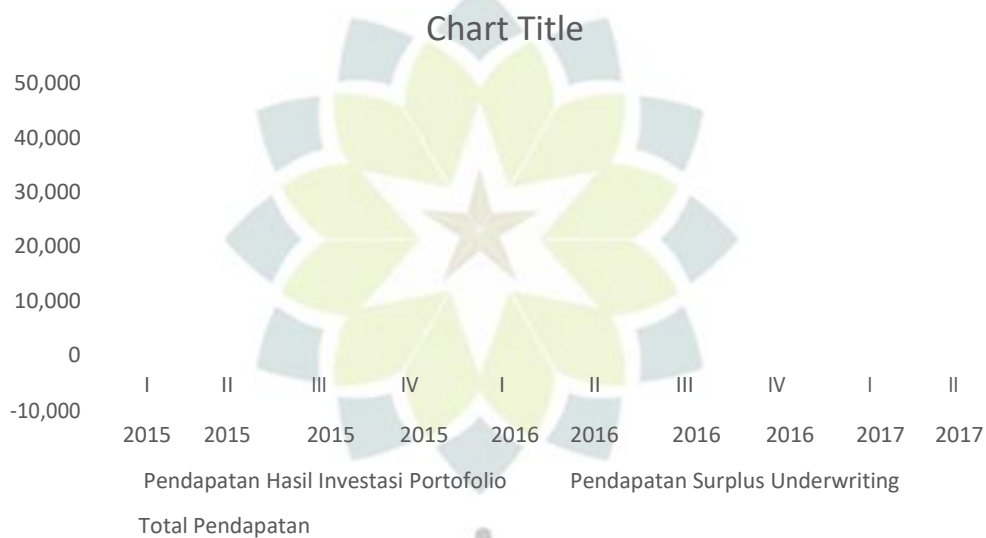 Chart Title
50,000
40,000
30,000
20,000
10,000
0
I II III IV I II III IV I II
-10,000
2015 2015 2015 2015 2016 2016 2016 2016 2017 2017
Pendapatan Hasil Investasi Portofolio Pendapatan Surplus Underwriting
Total Pendapatan